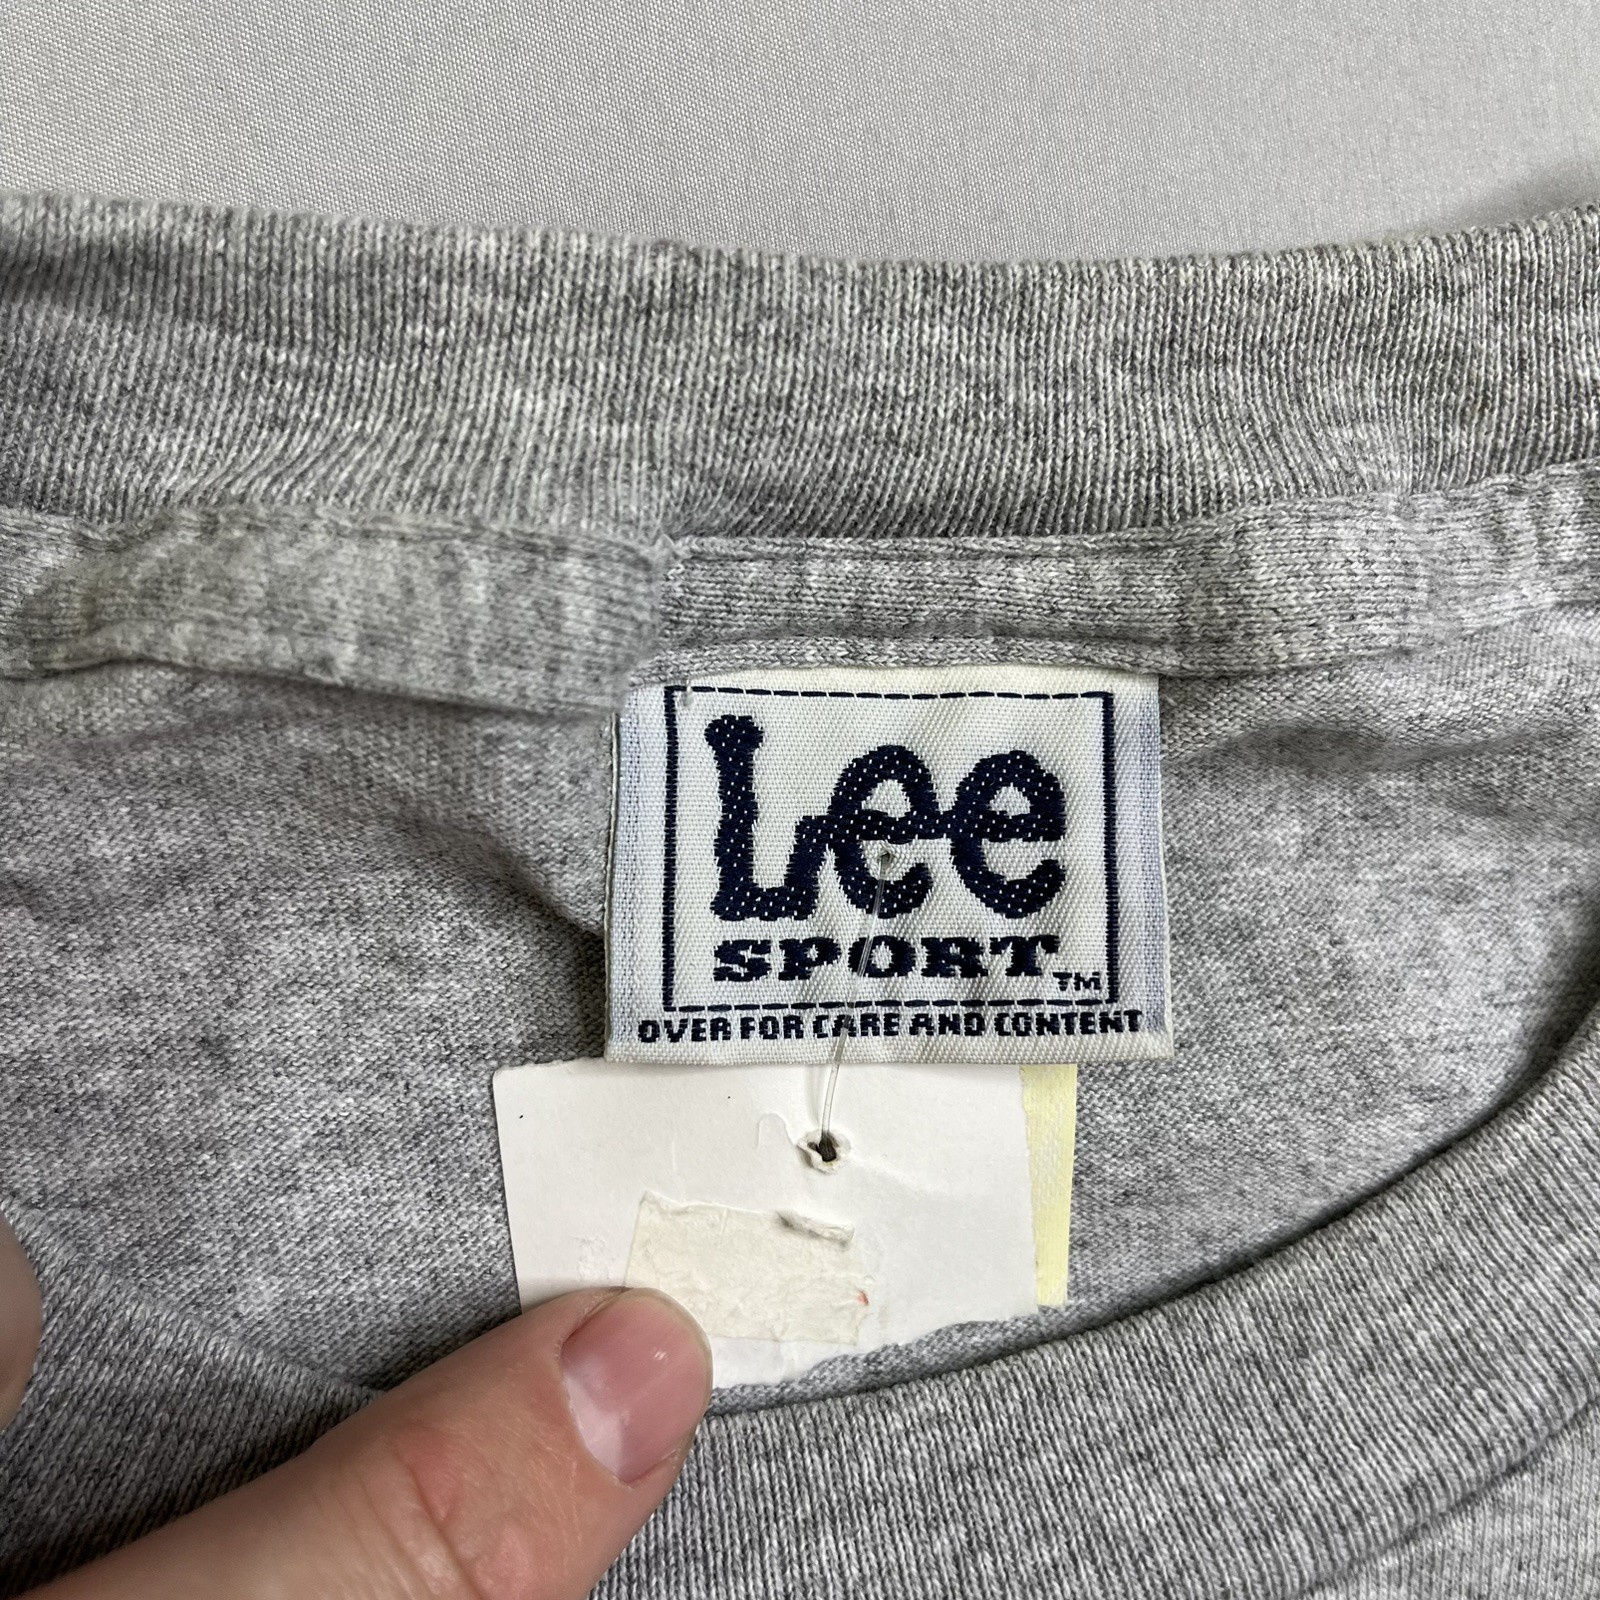 Lee
SPORT TM
OVER FOR CARE AND CONTENT